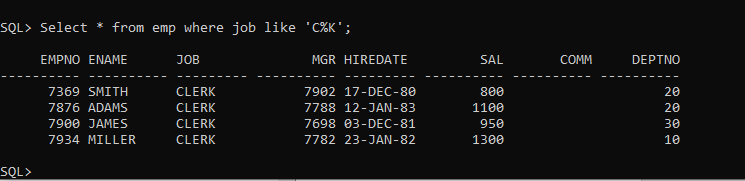 SQL> Select * from emp where job like 'C%K';
EMPNO ENAME JOB MGR HIREDATE SAL COMM DEPTNO
---------- ---------- --------- ---------- --------- ---------- ---------- ----------
7369 SMITH CLERK 7902 17-DEC-80 800 20
7876 ADAMS CLERK 7788 12-JAN-83 1100 20
7900 JAMES CLERK 7698 03-DEC-81 950 30
7934 MILLER CLERK 7782 23-JAN-82 1300 10
SQL>